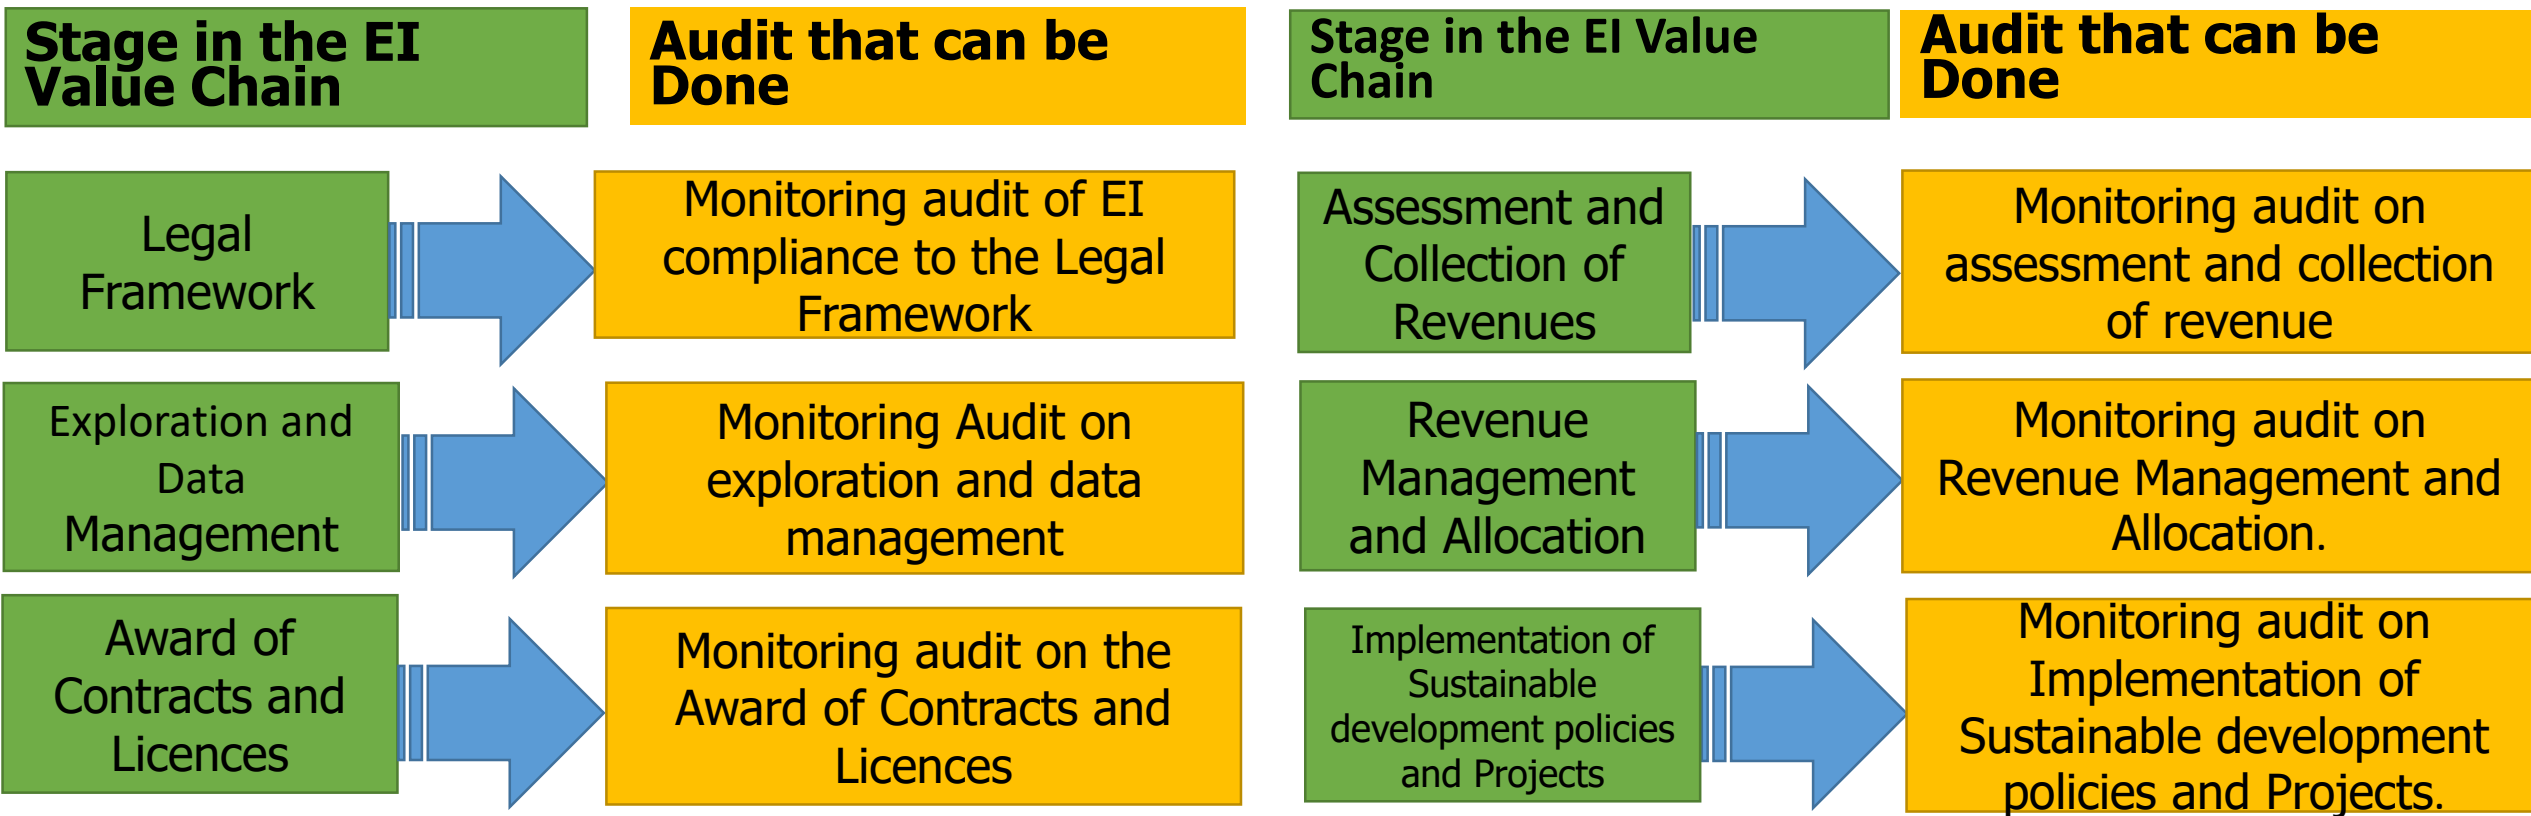 Stage in the EI
Value Chain
Audit that can be
Done
Legal
Framework
Monitoring audit of EI
compliance to the Legal
Framework
Exploration and
Data
Management
Monitoring Audit on
exploration and data
management
Award of
Contracts and
Licences
Monitoring audit on the
Award of Contracts and
Licences
Stage in the EI Value
Chain
Audit that can be
Done
Assessment and
Collection of
Revenues
Monitoring audit on
assessment and collection
of revenue
Revenue
Management
and Allocation
Monitoring audit on
Revenue Management and
Allocation.
Implementation of
Sustainable
development policies
and Projects
Monitoring audit on
Implementation of
Sustainable development
policies and Projects.